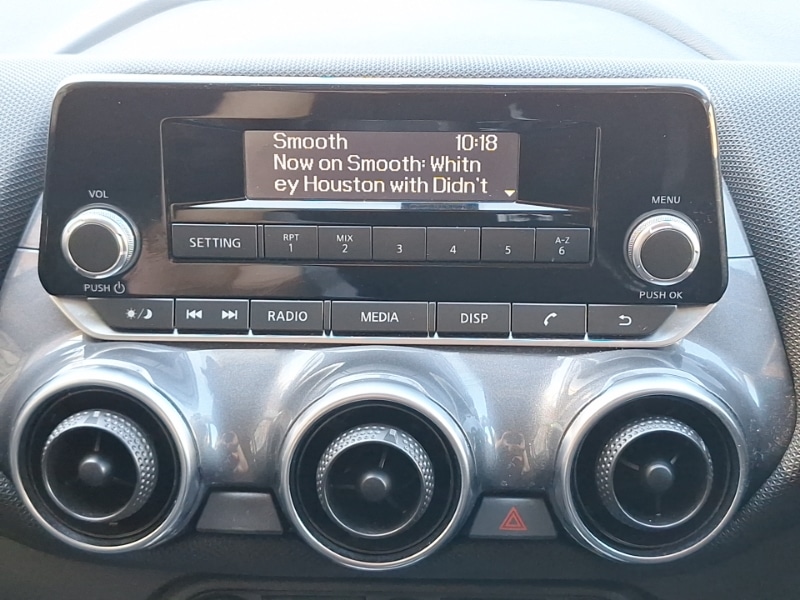 Smooth 10:18
Now on Smooth: Whitn
ey Houston with Didn't
VOL
MENU
SETTING RPT 1 MIX 2 3 4 5 A-Z 6
PUSH
PUSH OK
RADIO MEDIA DISP